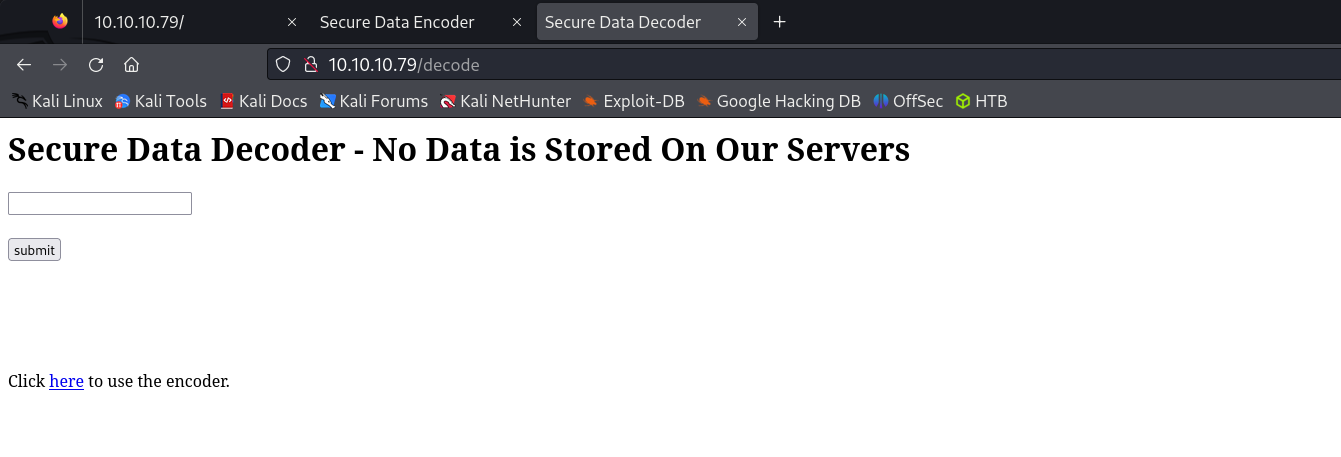 10.10.10.79/ Secure Data Encoder Secure Data Decoder
10.10.10.79/decode
Kali Linux Kali Tools Kali Docs Kali Forums Kali NetHunter Exploit-DB Google Hacking DB OffSec HTB
Secure Data Decoder - No Data is Stored On Our Servers
submit
Click here to use the encoder.